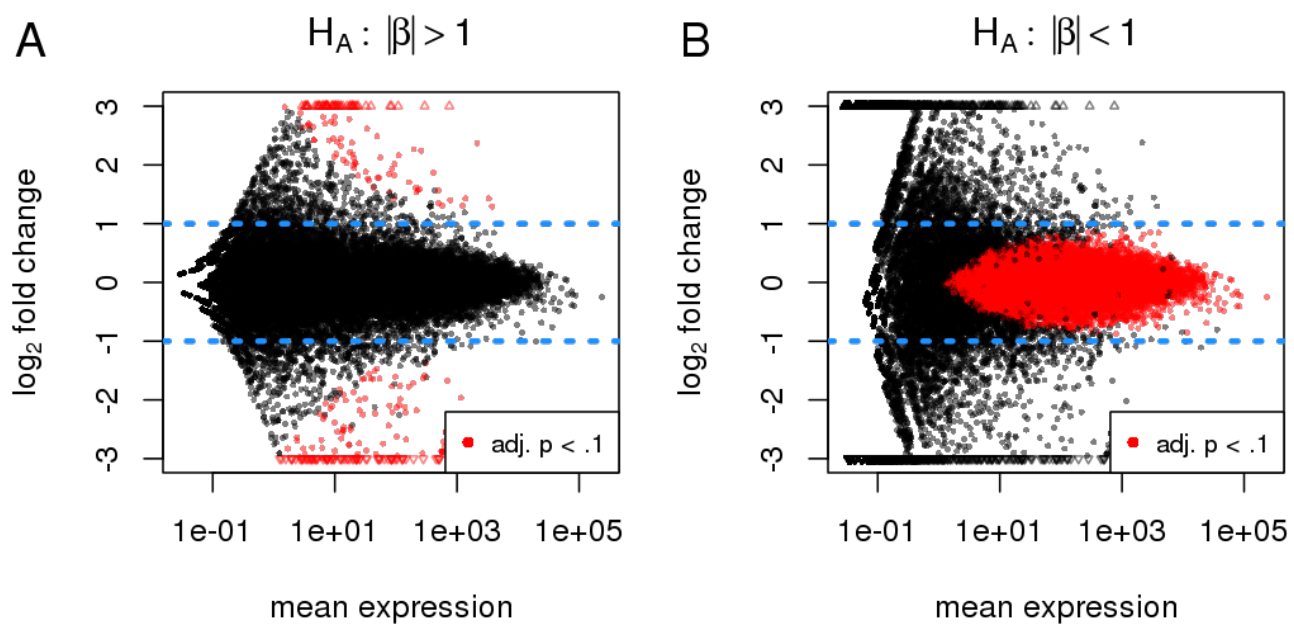 A
H_A : |β| > 1
log₂ fold change
3
2
1
0
-1
-2
-3
adj. p < .1
1e-01
1e+01
1e+03
1e+05
mean expression
B
H_A : |β| < 1
log₂ fold change
3
2
1
0
-1
-2
-3
adj. p < .1
1e-01
1e+01
1e+03
1e+05
mean expression